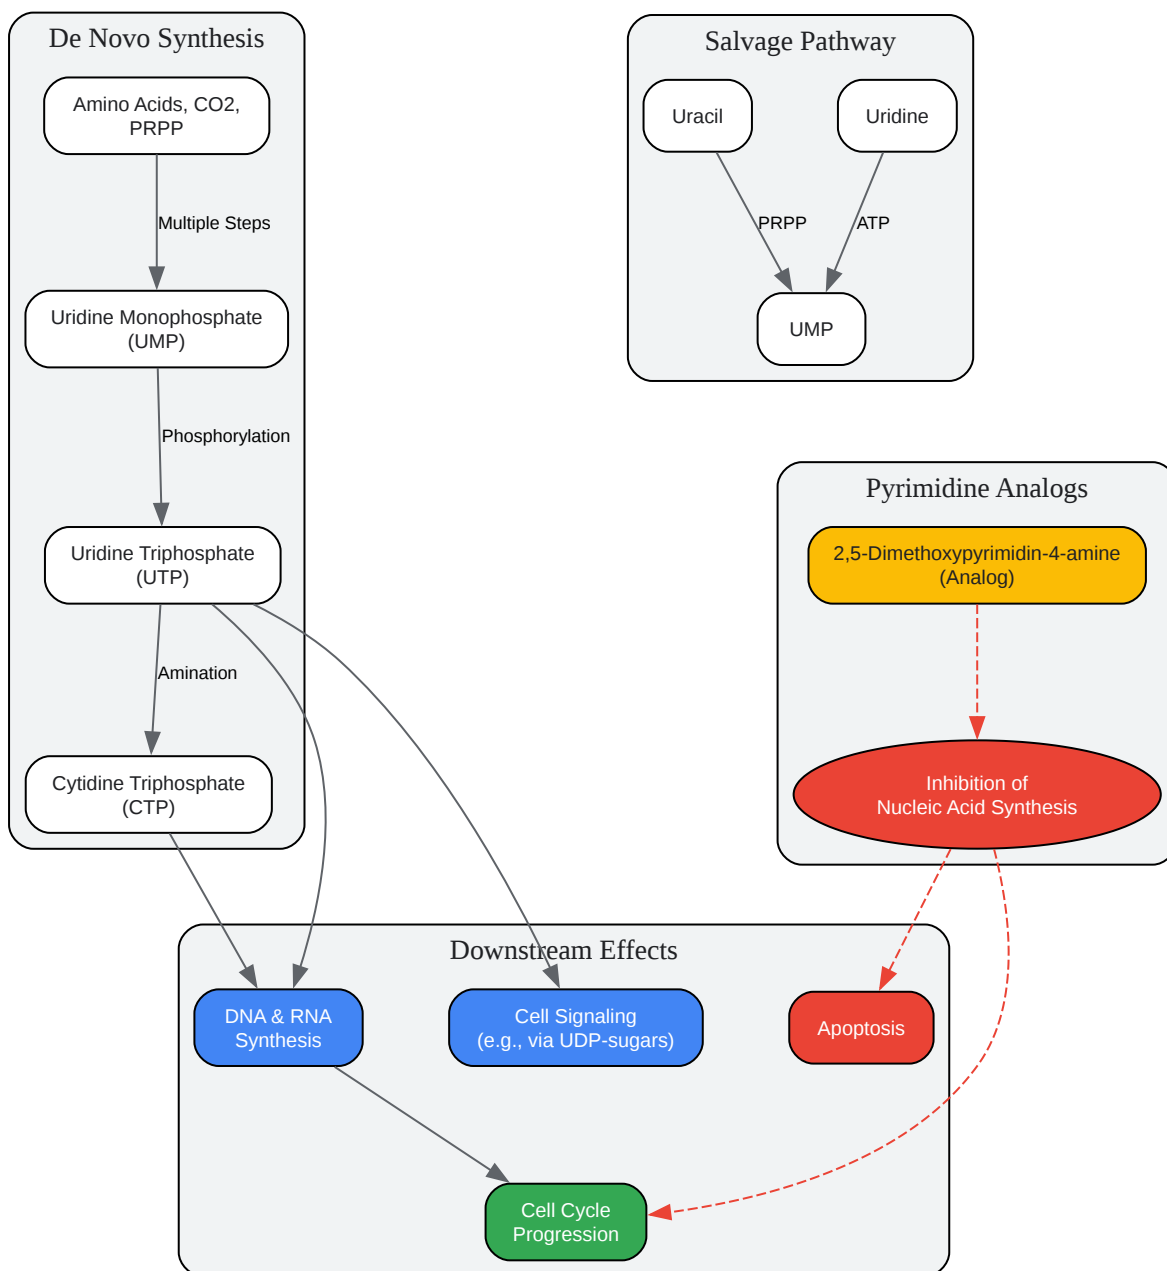 De Novo Synthesis
Amino Acids, CO2,
PRPP
Multiple Steps
Uridine Monophosphate
(UMP)
Phosphorylation
Uridine Triphosphate
(UTP)
Amination
Cytidine Triphosphate
(CTP)
Salvage Pathway
Uracil
Uridine
PRPP
ATP
UMP
Pyrimidine Analogs
2,5-Dimethoxypyrimidin-4-amine
(Analog)
Inhibition of
Nucleic Acid Synthesis
Downstream Effects
DNA & RNA
Synthesis
Cell Signaling
(e.g., via UDP-sugars)
Apoptosis
Cell Cycle
Progression